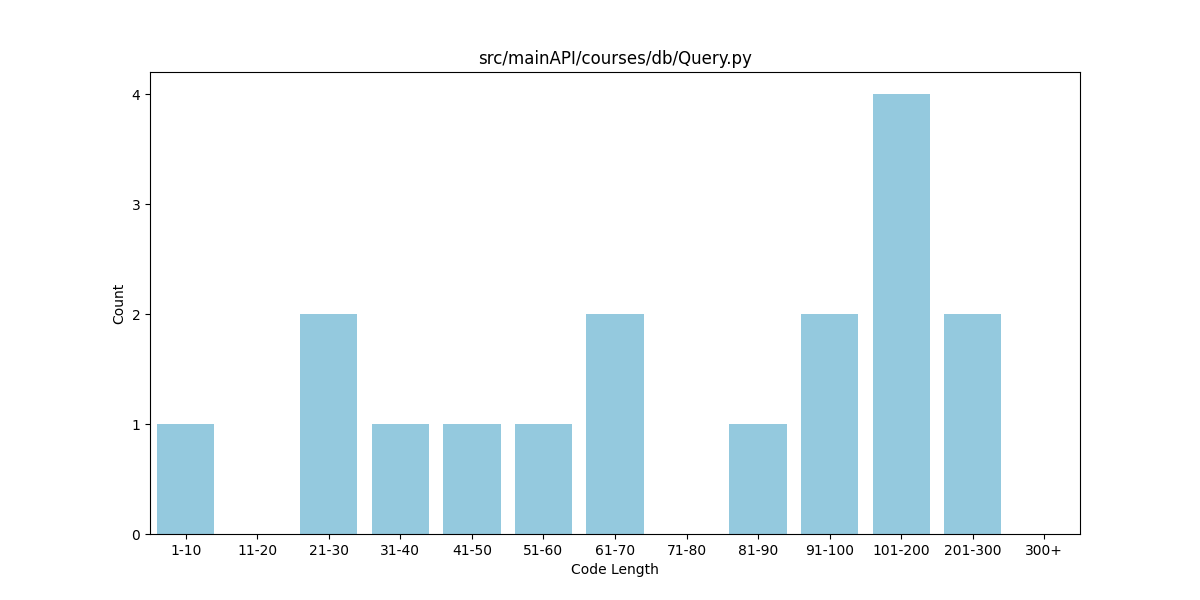 src/mainAPI/courses/db/Query.py
4
3
2
1
0
Count
1-10 11-20 21-30 31-40 41-50 51-60 61-70 71-80 81-90 91-100 101-200 201-300 300+
Code Length